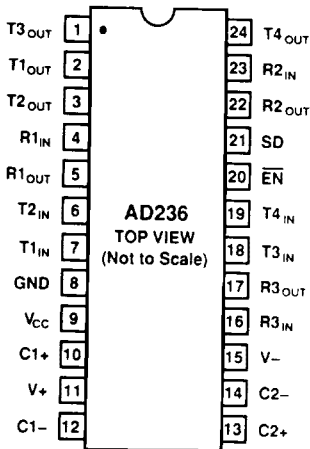 T3OUT 1 24 T4OUT
T1OUT 2 23 R2IN
T2OUT 3 22 R2OUT
R1IN 4 21 SD
R1OUT 5 20 EN
T2IN 6 AD236 19 T4IN
T1IN 7 TOP VIEW 18 T3IN
GND 8 (Not to Scale) 17 R3OUT
VCC 9 16 R3IN
C1+ 10 15 V−
V+ 11 14 C2−
C1− 12 13 C2+